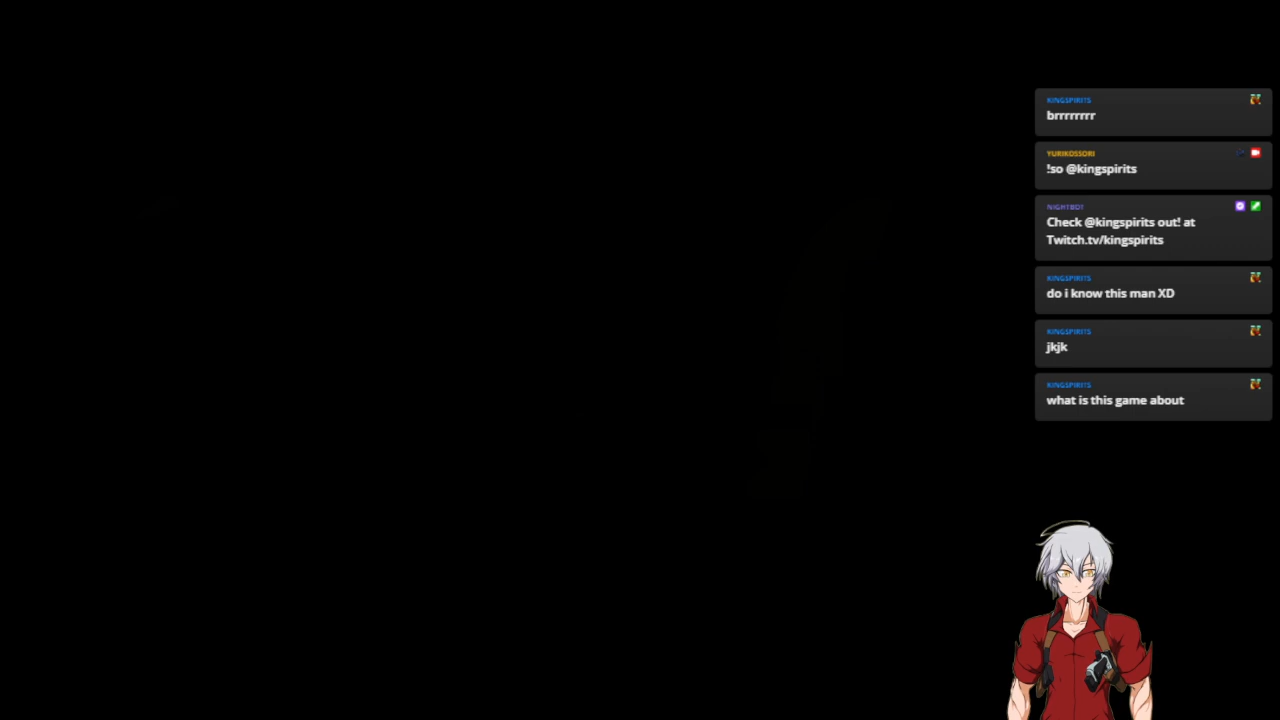 KINGSPIRITS
brrrrrrrr
YURIKOSSORI
!so @kingspirits
NIGHTBOT
Check @kingspirits out! at
Twitch.tv/kingspirits
KINGSPIRITS
do i know this man XD
KINGSPIRITS
jkjk
KINGSPIRITS
what is this game about